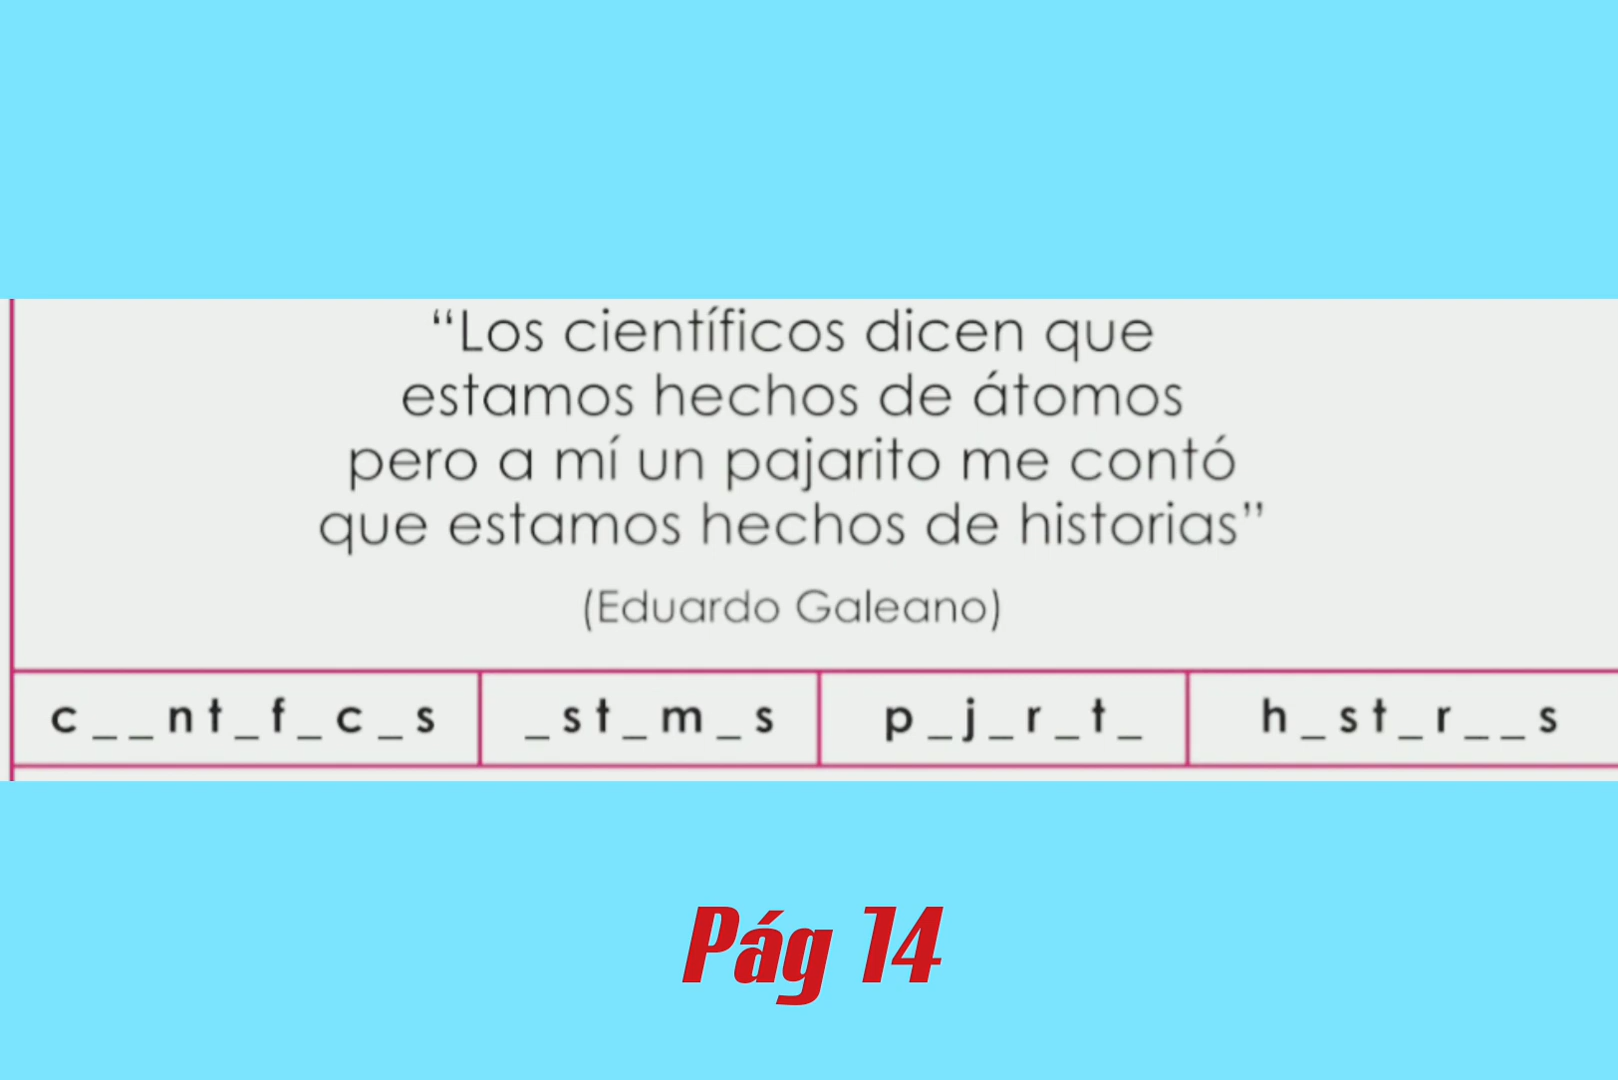 “Los científicos dicen que
estamos hechos de átomos
pero a mí un pajarito me contó
que estamos hechos de historias”
(Eduardo Galeano)
c _ _ n t _ f _ c _ s   _ s t _ m _ s   p _ j _ r _ t _   h _ s t _ r _ _ s
Pág 14